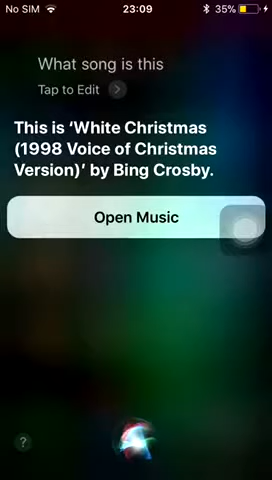 No SIM 23:09 35%
What song is this
Tap to Edit
This is ‘White Christmas
(1998 Voice of Christmas
Version)‘ by Bing Crosby.
Open Music
?